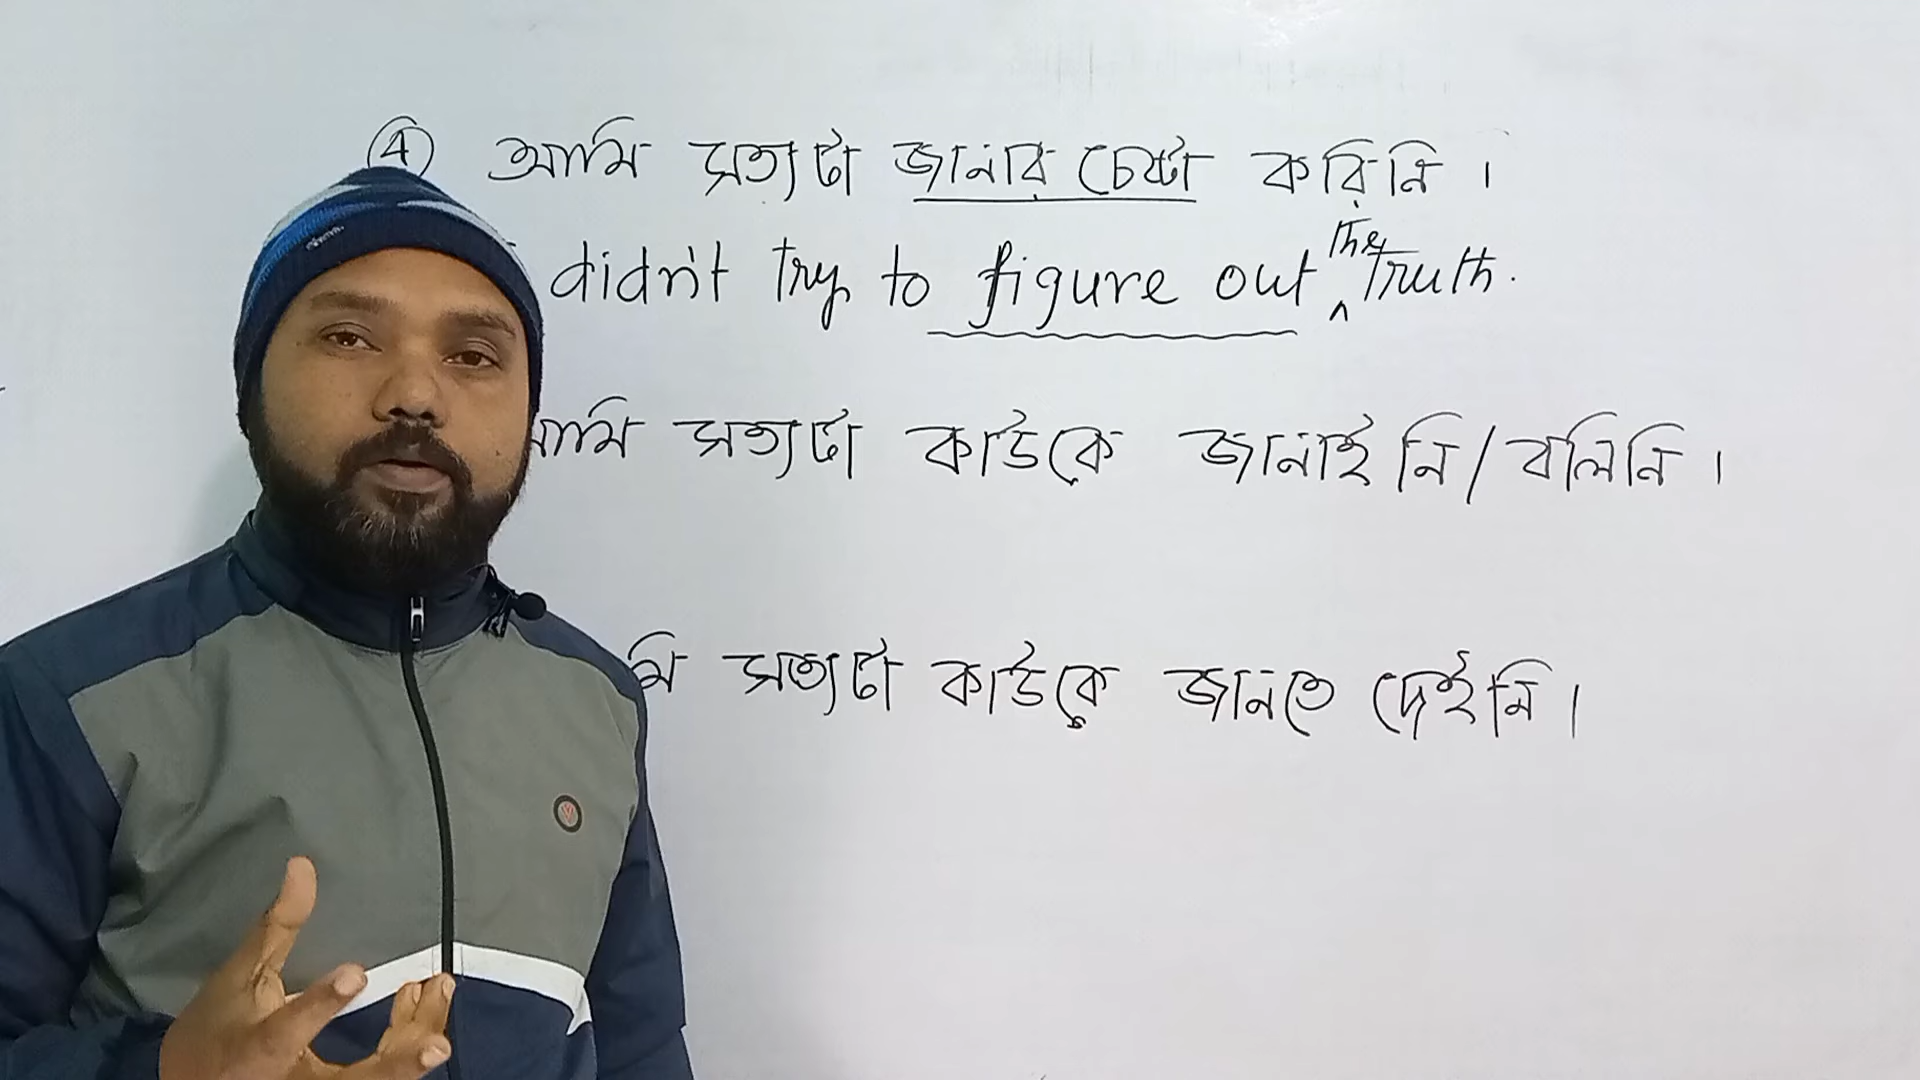 ④ আমি সত্যটা জানার চেষ্টা করিনি।
didn't try to figure out the truth.
আমি সত্যটা কাউকে জানাই নি / বলিনি।
মি সত্যটা কাউকে জানতে দেইনি।